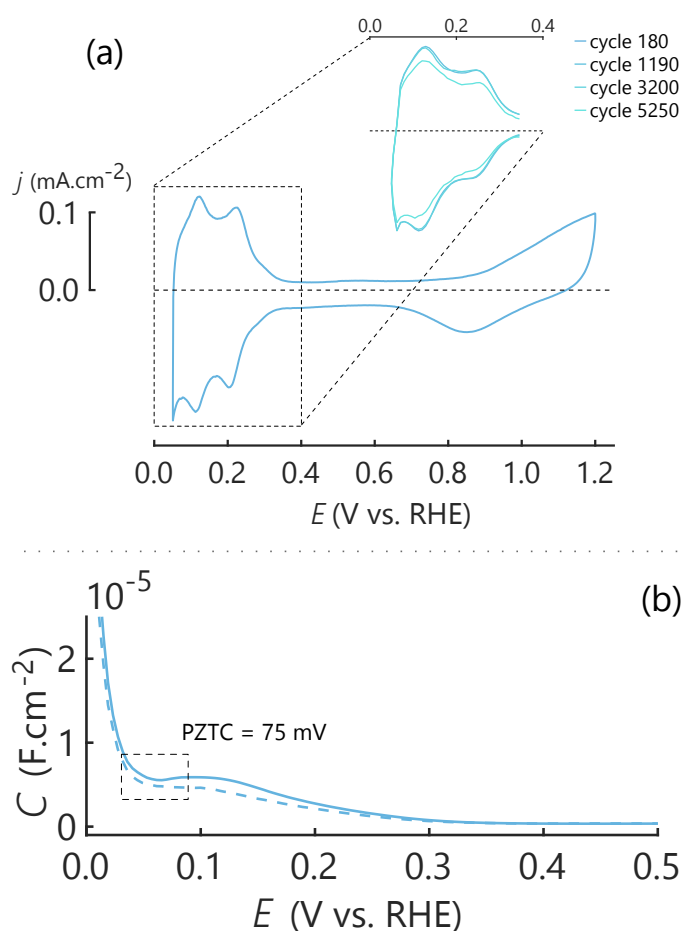 (a)
0.0 0.2 0.4
cycle 180
cycle 1190
cycle 3200
cycle 5250
j (mA.cm-2)
0.1
0.0
0.0 0.2 0.4 0.6 0.8 1.0 1.2
E (V vs. RHE)
10-5
(b)
C (F.cm-2)
2
1
0
PZTC = 75 mV
0.0 0.1 0.2 0.3 0.4 0.5
E (V vs. RHE)